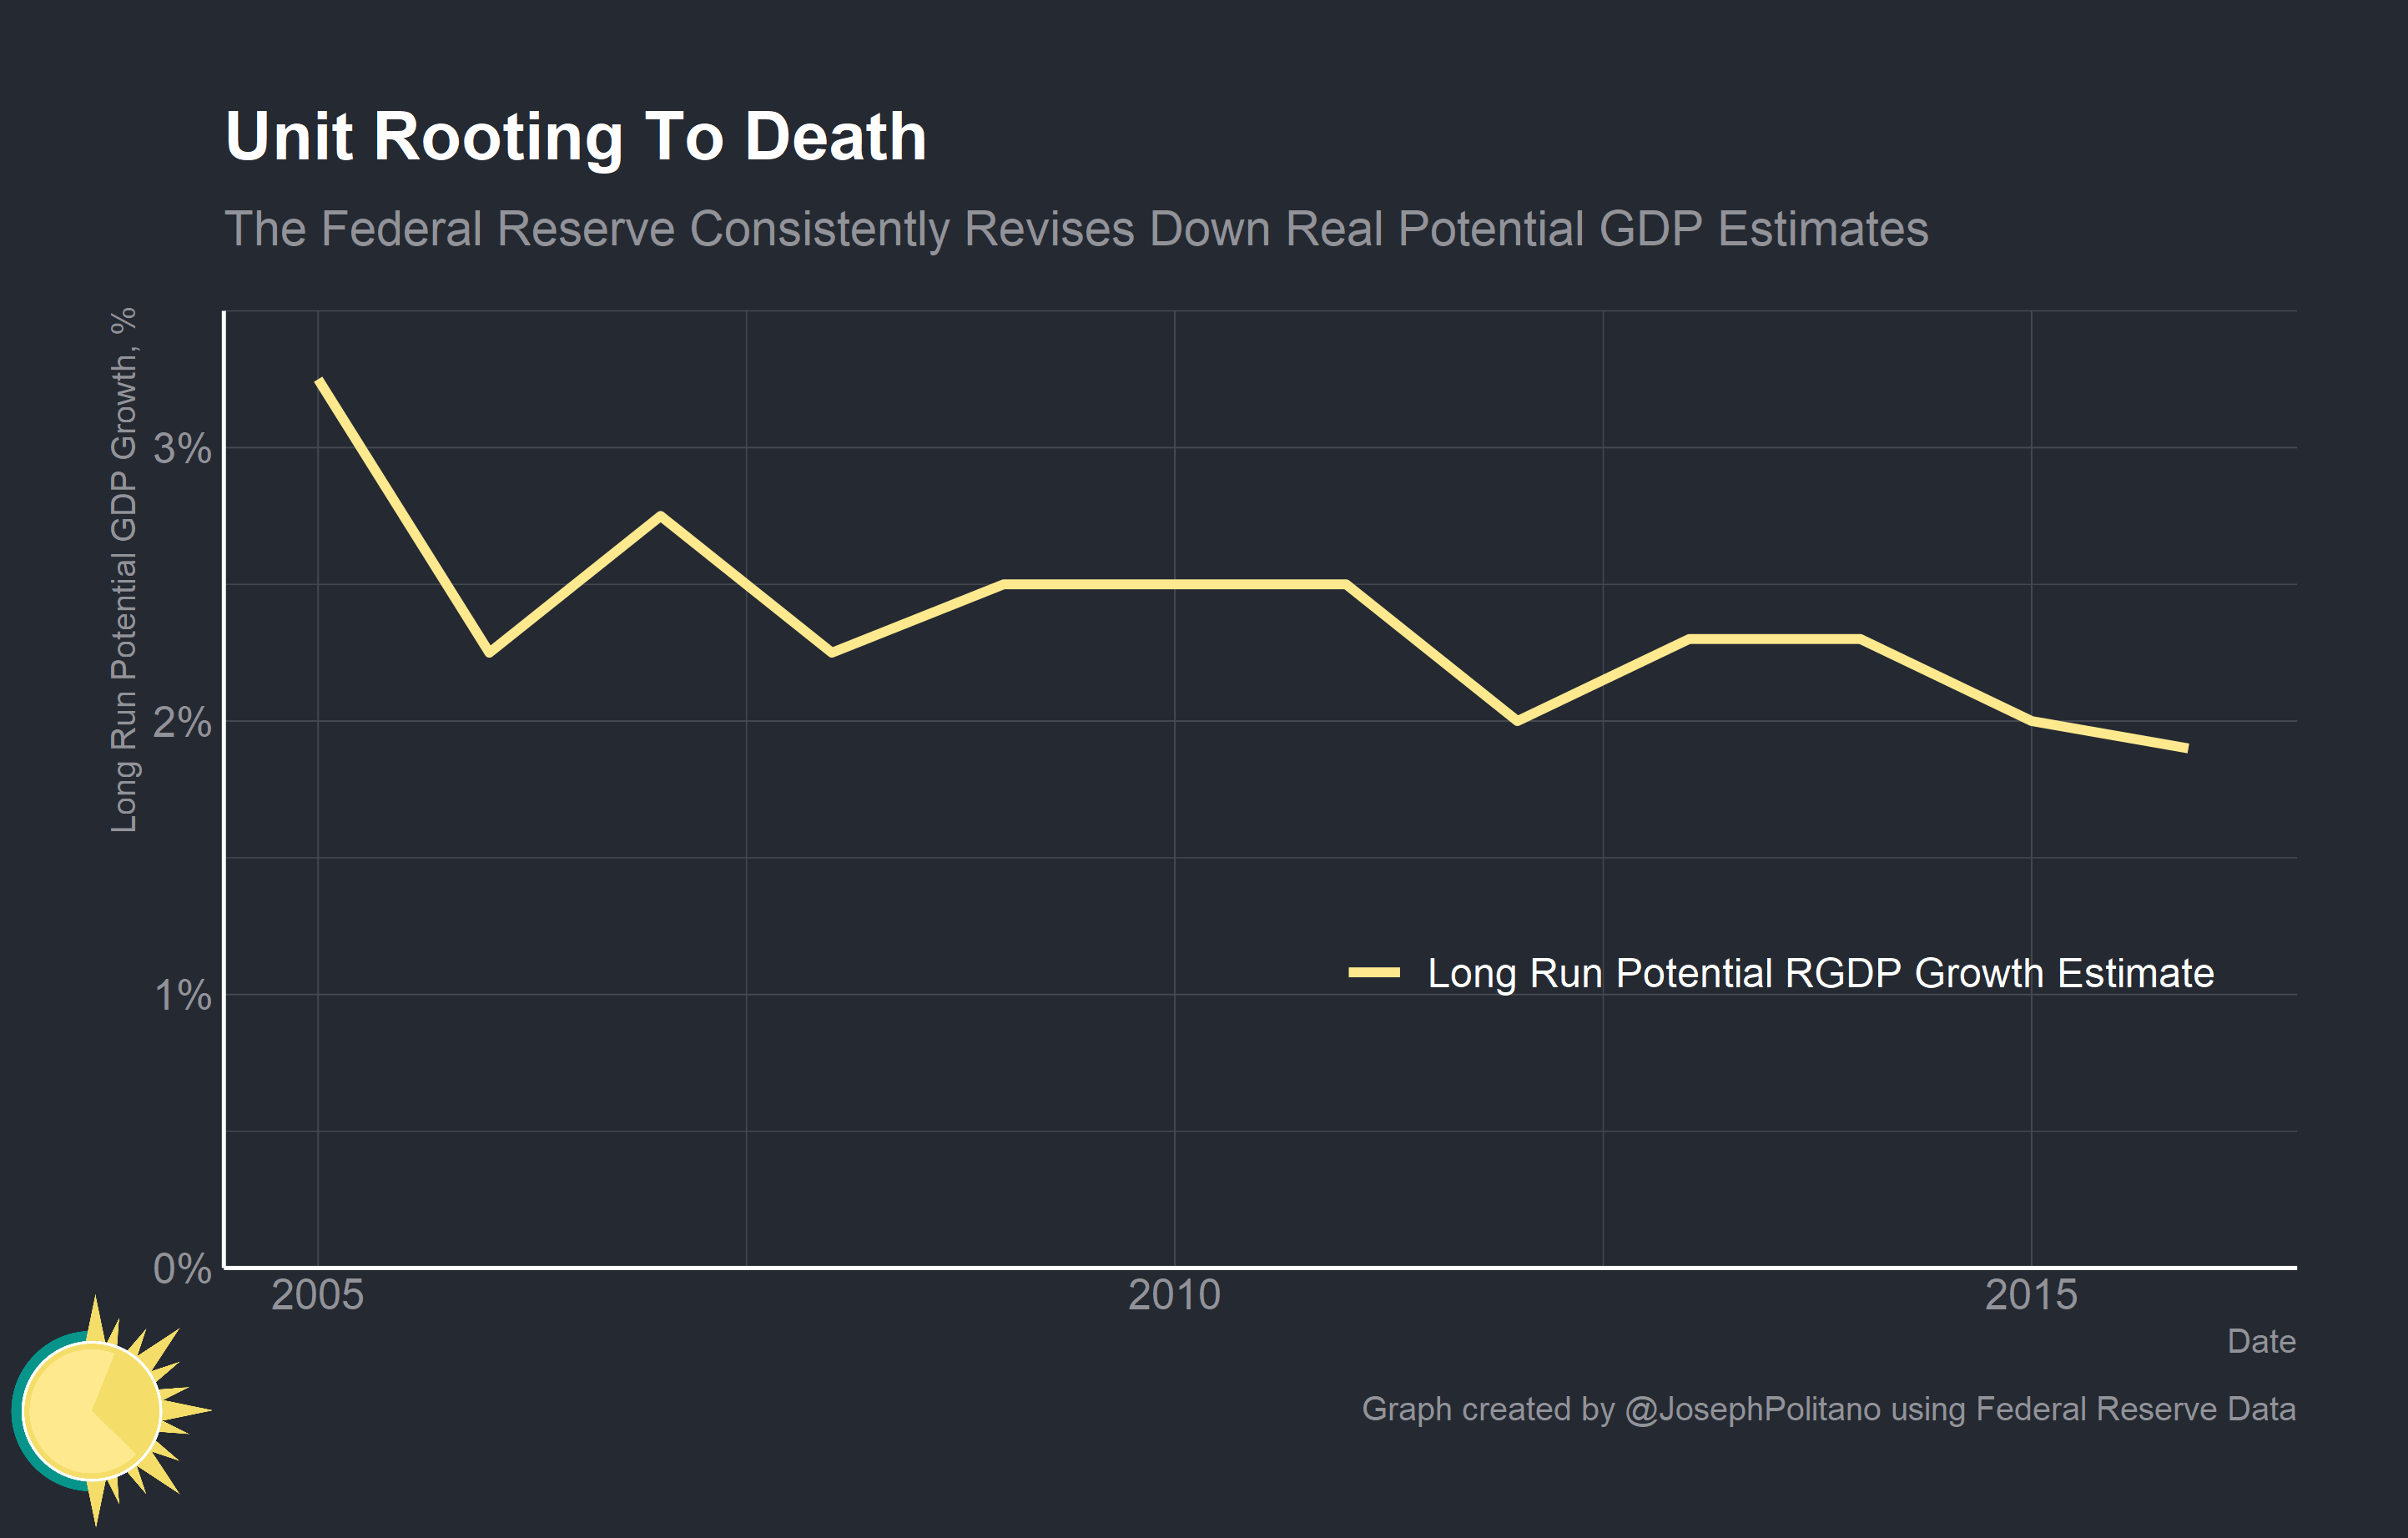 Unit Rooting To Death
The Federal Reserve Consistently Revises Down Real Potential GDP Estimates
Long Run Potential GDP Growth, %
3%
2%
1%
0%
Long Run Potential RGDP Growth Estimate
2005
2010
2015
Date
Graph created by @JosephPolitano using Federal Reserve Data